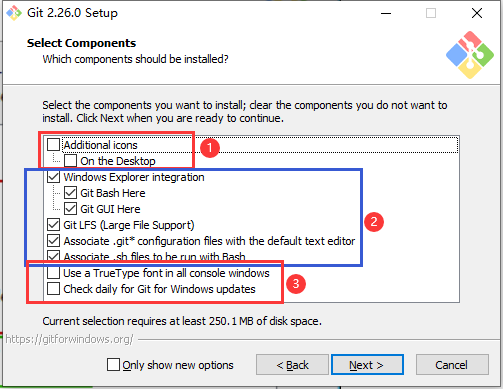 Git 2.26.0 Setup
Select Components
Which components should be installed?
Select the components you want to install; clear the components you do not want to
install. Click Next when you are ready to continue.
Additional icons
1
On the Desktop
Windows Explorer integration
Git Bash Here
Git GUI Here
Git LFS (Large File Support)
2
Associate .git* configuration files with the default text editor
Associate .sh files to be run with Bash
Use a TrueType font in all console windows
3
Check daily for Git for Windows updates
Current selection requires at least 250.1 MB of disk space.
https://gitforwindows.org/
Only show new options
< Back
Next >
Cancel